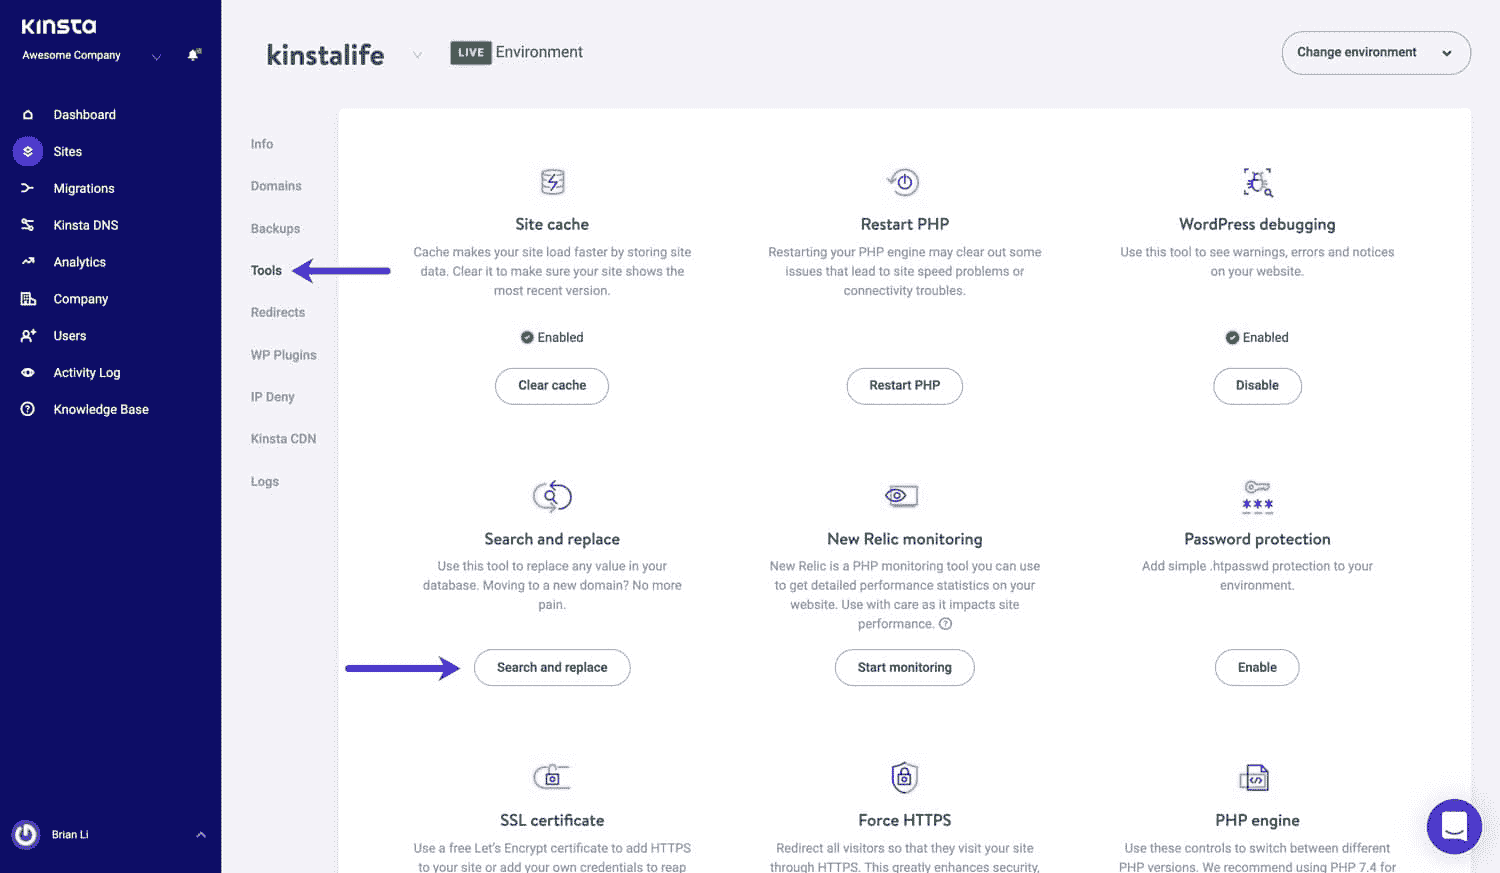 KINSTA
Awesome Company
Dashboard
Sites
Migrations
Kinsta DNS
Analytics
Company
Users
Activity Log
Knowledge Base
Brian Li
kinstalife
LIVE Environment
Change environment
Info
Domains
Backups
Tools
Redirects
WP Plugins
IP Deny
Kinsta CDN
Logs
Site cache
Cache makes your site load faster by storing site
data. Clear it to make sure your site shows the
most recent version.
Enabled
Clear cache
Restart PHP
Restarting your PHP engine may clear out some
issues that lead to site speed problems or
connectivity troubles.
Restart PHP
WordPress debugging
Use this tool to see warnings, errors and notices
on your website.
Enabled
Disable
Search and replace
Use this tool to replace any value in your
database. Moving to a new domain? No more
pain.
Search and replace
New Relic monitoring
New Relic is a PHP monitoring tool you can use
to get detailed performance statistics on your
website. Use with care as it impacts site
performance.
Start monitoring
Password protection
Add simple .htpasswd protection to your
environment.
Enable
SSL certificate
Use a free Let's Encrypt certificate to add HTTPS
to your site or add your own credentials to reap
Force HTTPS
Redirect all visitors so that they visit your site
through HTTPS. This greatly enhances security,
PHP engine
Use these controls to switch between different
PHP versions. We recommend using PHP 7.4 for